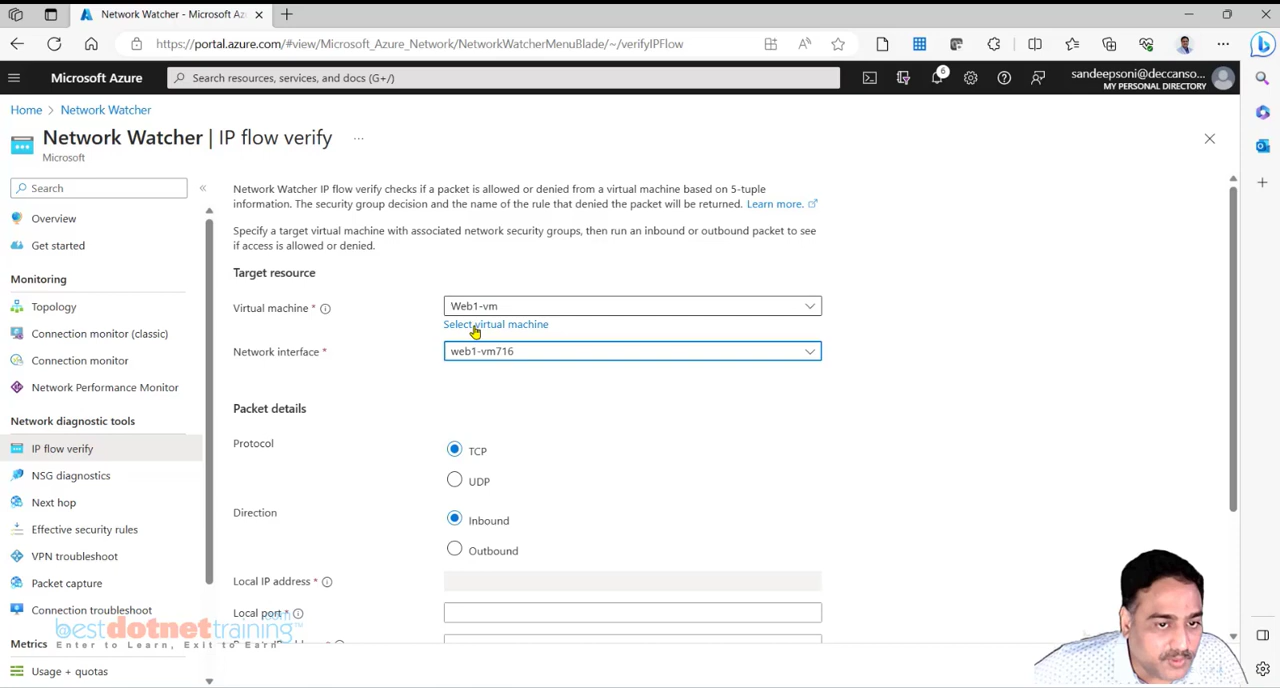 Network Watcher - Microsoft Az
https://portal.azure.com/#view/Microsoft_Azure_Network/NetworkWatcherMenuBlade/~/verifyIPFlow
Microsoft Azure
Search resources, services, and docs (G+/)
6
sandeepsoni@deccanso...
MY PERSONAL DIRECTORY
Home > Network Watcher
Network Watcher | IP flow verify ...
Microsoft
Search
«
Network Watcher IP flow verify checks if a packet is allowed or denied from a virtual machine based on 5-tuple
information. The security group decision and the name of the rule that denied the packet will be returned. Learn more.
Specify a target virtual machine with associated network security groups, then run an inbound or outbound packet to see
if access is allowed or denied.
Overview
Get started
Monitoring
Topology
Connection monitor (classic)
Connection monitor
Network Performance Monitor
Network diagnostic tools
IP flow verify
NSG diagnostics
Next hop
Effective security rules
VPN troubleshoot
Packet capture
Connection troubleshoot
Metrics
Usage + quotas
Target resource
Virtual machine *
Web1-vm
Select virtual machine
Network interface *
web1-vm716
Packet details
Protocol
TCP
UDP
Direction
Inbound
Outbound
Local IP address *
Local port *
bestdotnettraining.com™
Enter to Learn, Exit to Earn